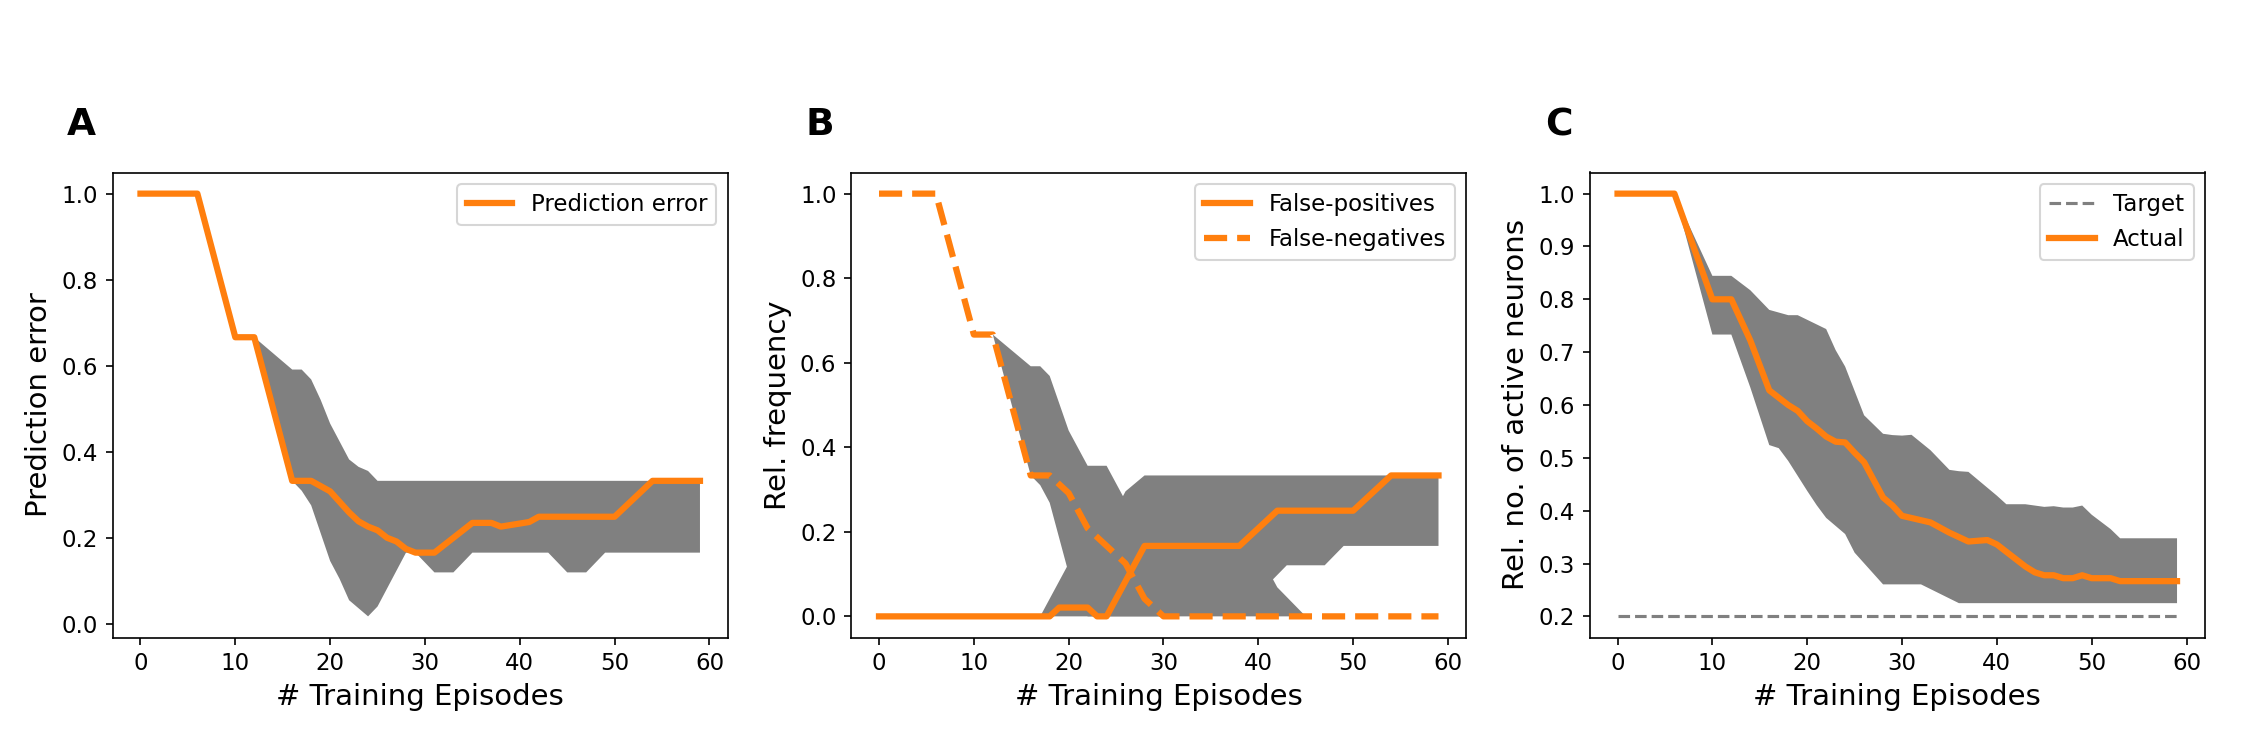 A
Prediction error
1.0
0.8
0.6
0.4
0.2
0.0
Prediction error
0 10 20 30 40 50 60
# Training Episodes
B
Rel. frequency
1.0
0.8
0.6
0.4
0.2
0.0
False-positives
False-negatives
0 10 20 30 40 50 60
# Training Episodes
C
Rel. no. of active neurons
1.0
0.9
0.8
0.7
0.6
0.5
0.4
0.3
0.2
Target
Actual
0 10 20 30 40 50 60
# Training Episodes